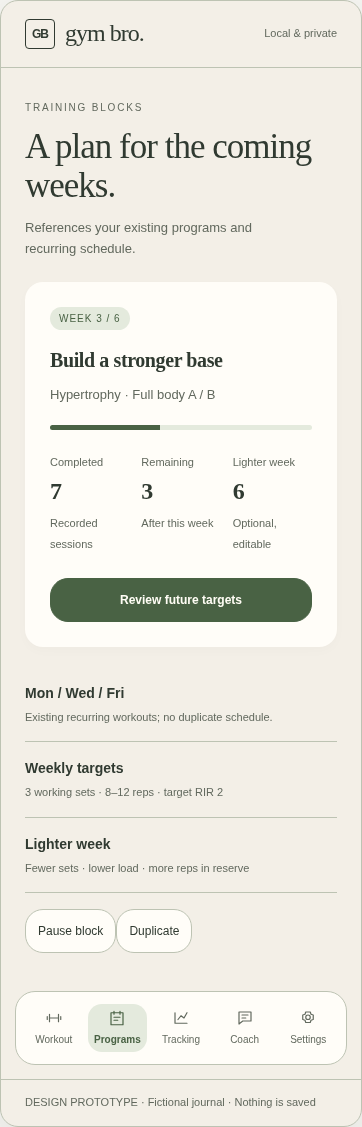 GB gym bro. Local & private
TRAINING BLOCKS
A plan for the coming
weeks.
References your existing programs and
recurring schedule.
WEEK 3 / 6
Build a stronger base
Hypertrophy · Full body A / B
Completed Remaining Lighter week
7 3 6
Recorded After this week Optional,
sessions editable
Review future targets
Mon / Wed / Fri
Existing recurring workouts; no duplicate schedule.
Weekly targets
3 working sets · 8–12 reps · target RIR 2
Lighter week
Fewer sets · lower load · more reps in reserve
Pause block Duplicate
Workout Programs Tracking Coach Settings
DESIGN PROTOTYPE · Fictional journal · Nothing is saved